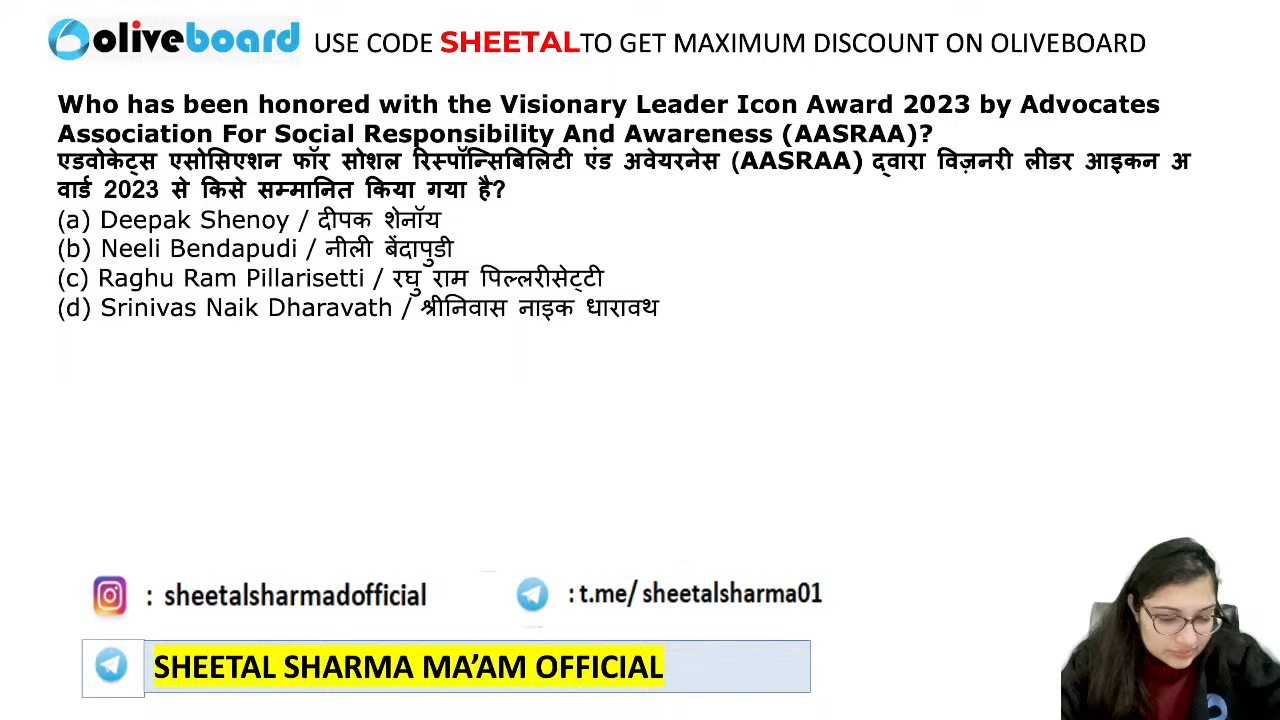 oliveboard USE CODE SHEETAL TO GET MAXIMUM DISCOUNT ON OLIVEBOARD
Who has been honored with the Visionary Leader Icon Award 2023 by Advocates
Association For Social Responsibility And Awareness (AASRAA)?
एडवोकेट्स एसोसिएशन फॉर सोशल रिस्पॉन्सिबिलिटी एंड अवेयरनेस (AASRAA) द्वारा विज़नरी लीडर आइकन अ
वार्ड 2023 से किसे सम्मानित किया गया है?
(a) Deepak Shenoy / दीपक शेनॉय
(b) Neeli Bendapudi / नीली बेंदापुडी
(c) Raghu Ram Pillarisetti / रघु राम पिल्लरीसेट्टी
(d) Srinivas Naik Dharavath / श्रीनिवास नाइक धारावथ
: sheetalsharmadofficial : t.me/ sheetalsharma01
SHEETAL SHARMA MA’AM OFFICIAL